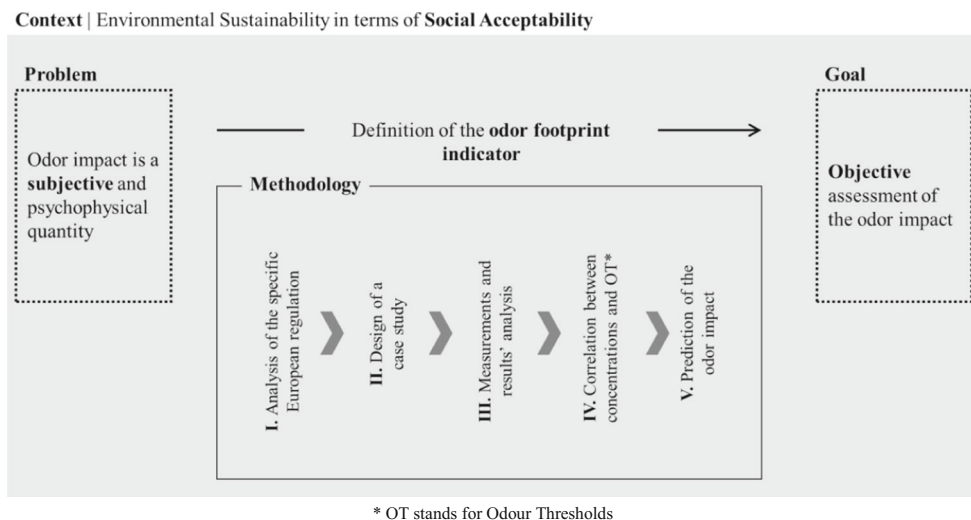 Context | Environmental Sustainability in terms of Social Acceptability
Problem
Odor impact is a
subjective and
psychophysical
quantity
Definition of the odor footprint
indicator
Methodology
I. Analysis of the specific
European regulation
II. Design of a
case study
III. Measurements and
results' analysis
IV. Correlation between
concentrations and OT*
V. Prediction of the
odor impact
Goal
Objective
assessment of
the odor impact
* OT stands for Odour Thresholds